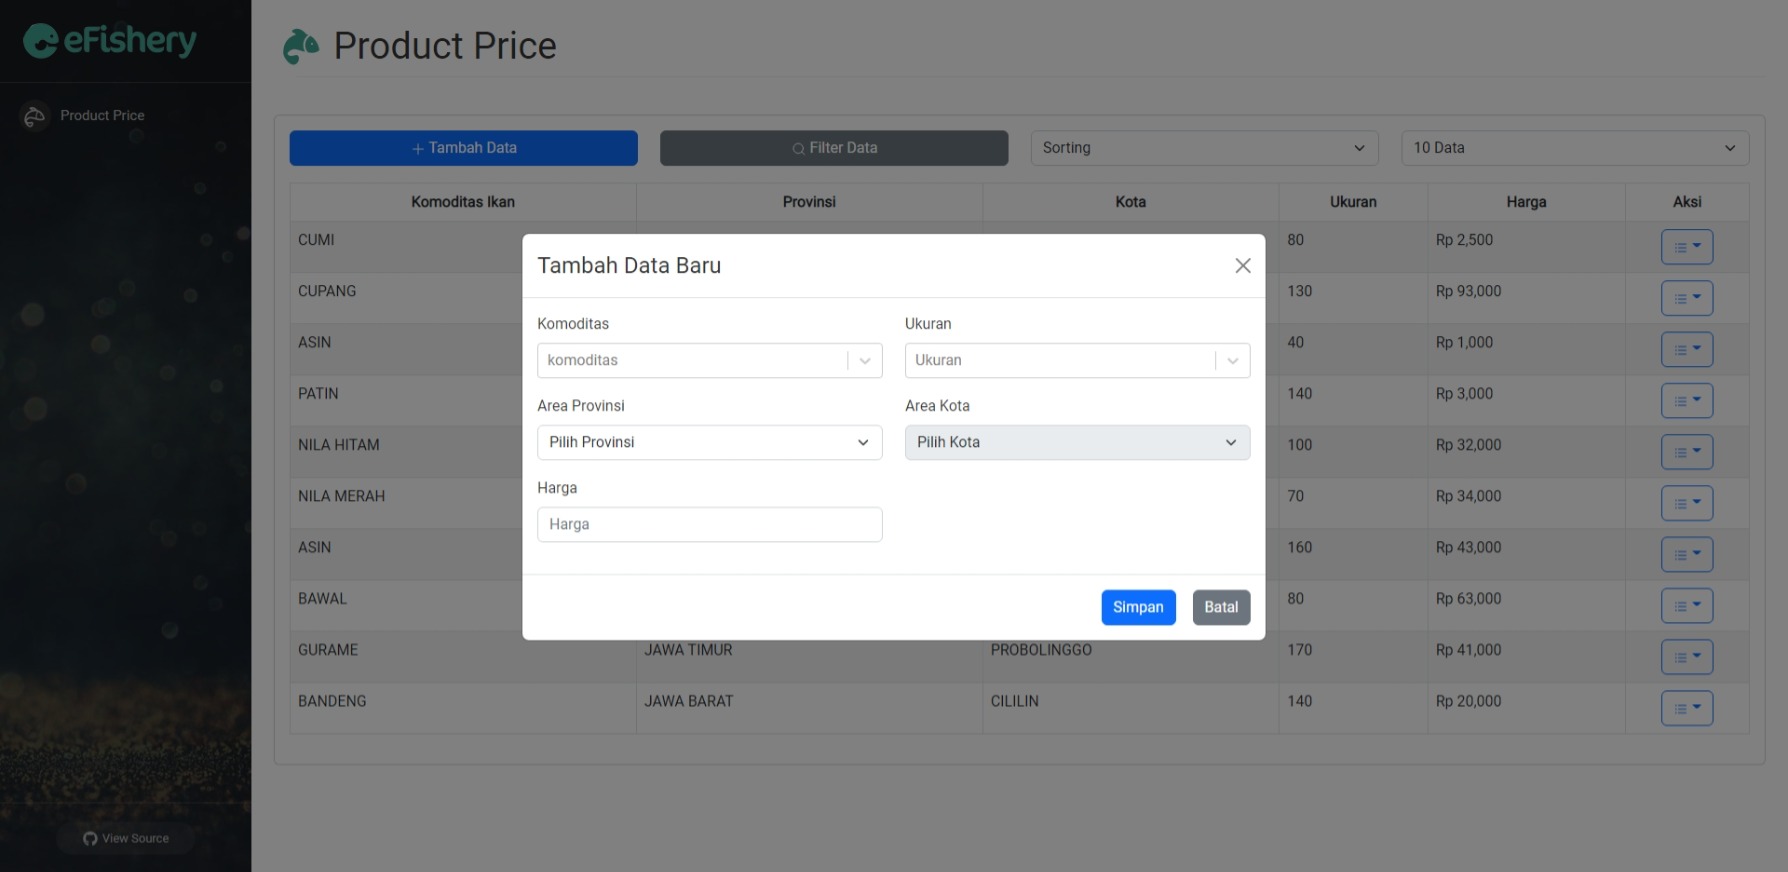 eFishery
Product Price
Product Price
Tambah Data
Filter Data
Sorting
10 Data
Komoditas Ikan Provinsi Kota Ukuran Harga Aksi
CUMI 80 Rp 2,500
CUPANG 130 Rp 93,000
ASIN 40 Rp 1,000
PATIN 140 Rp 3,000
NILA HITAM 100 Rp 32,000
NILA MERAH 70 Rp 34,000
ASIN 160 Rp 43,000
BAWAL 80 Rp 63,000
GURAME JAWA TIMUR PROBOLINGGO 170 Rp 41,000
BANDENG JAWA BARAT CILILIN 140 Rp 20,000
Tambah Data Baru
Komoditas
komoditas
Ukuran
Ukuran
Area Provinsi
Pilih Provinsi
Area Kota
Pilih Kota
Harga
Harga
Simpan
Batal
View Source